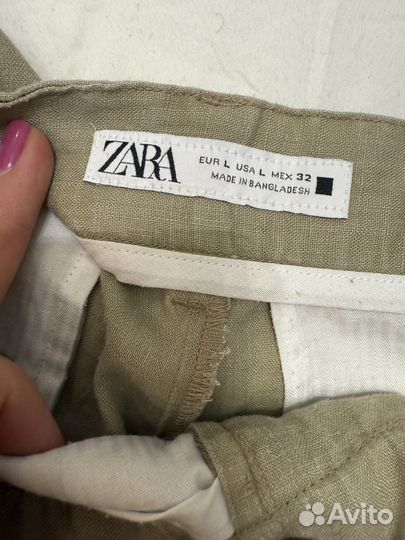 ZARA
EUR L USA L MEX 32
MADE IN BANGLADESH
Avito